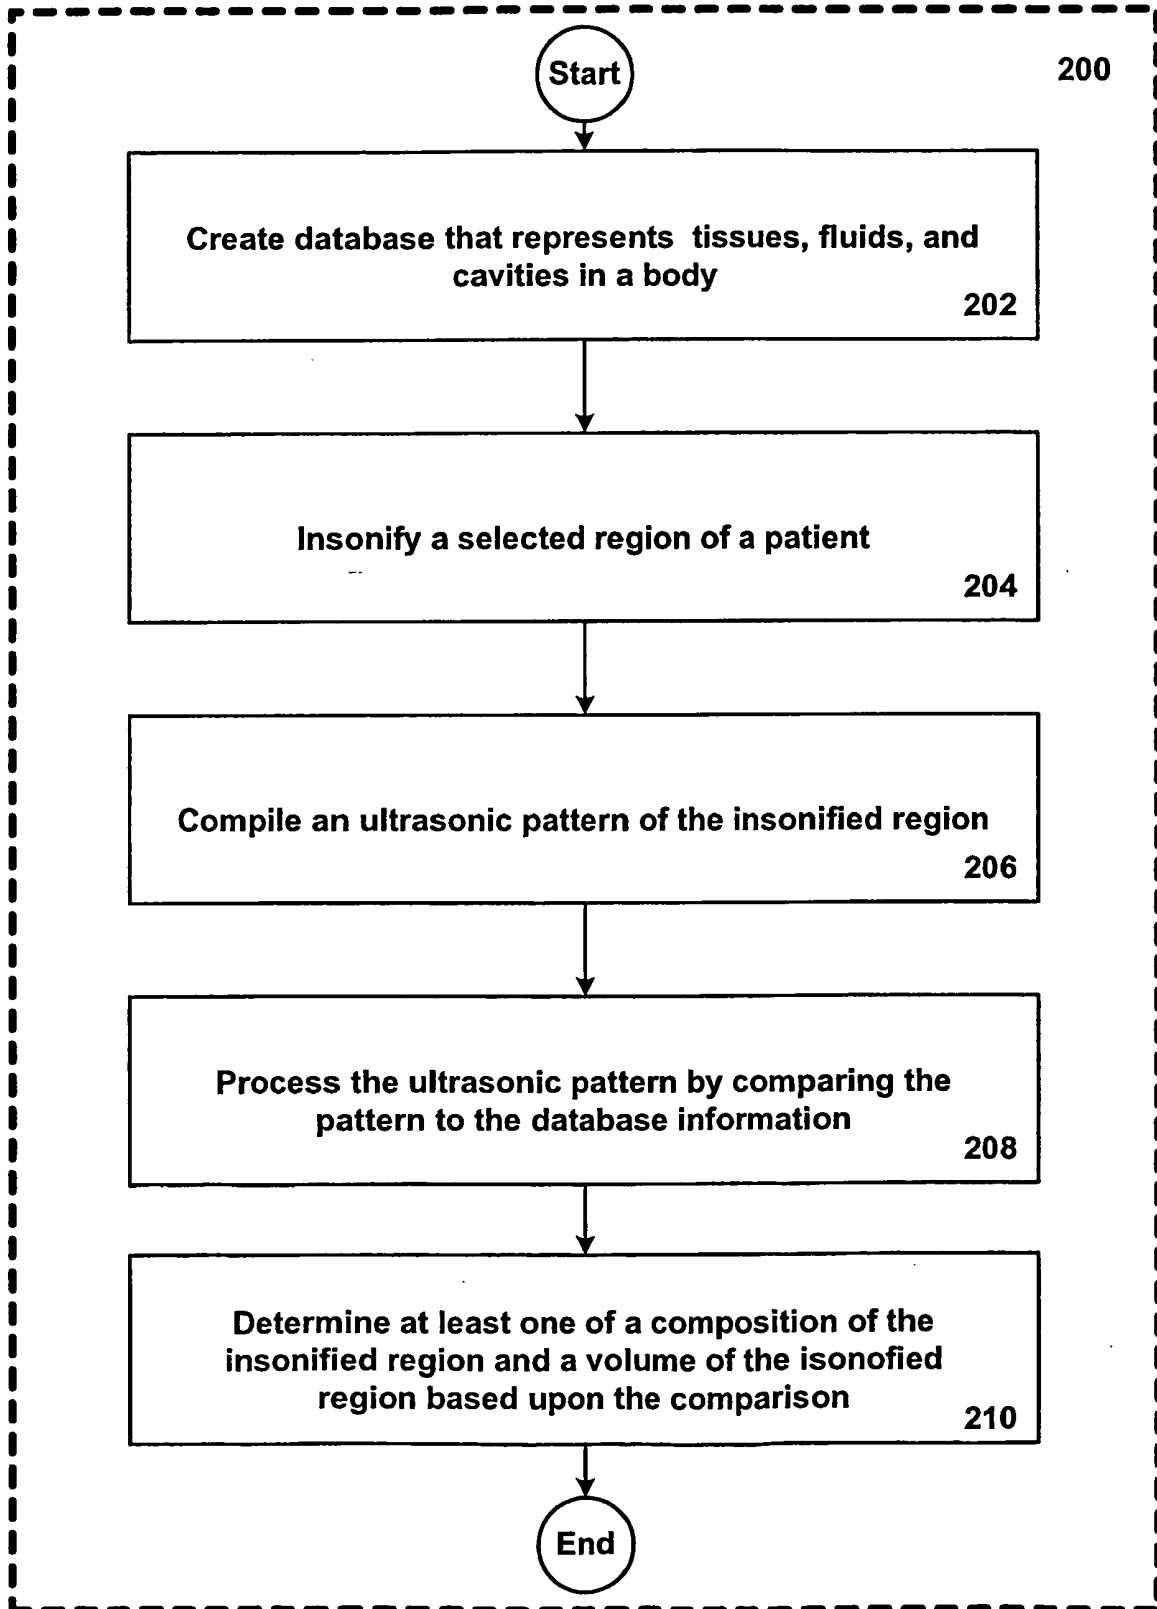 Start
200
Create database that represents tissues, fluids, and
cavities in a body
202
Insonify a selected region of a patient
204
Compile an ultrasonic pattern of the insonified region
206
Process the ultrasonic pattern by comparing the
pattern to the database information
208
Determine at least one of a composition of the
insonified region and a volume of the isonofied
region based upon the comparison
210
End